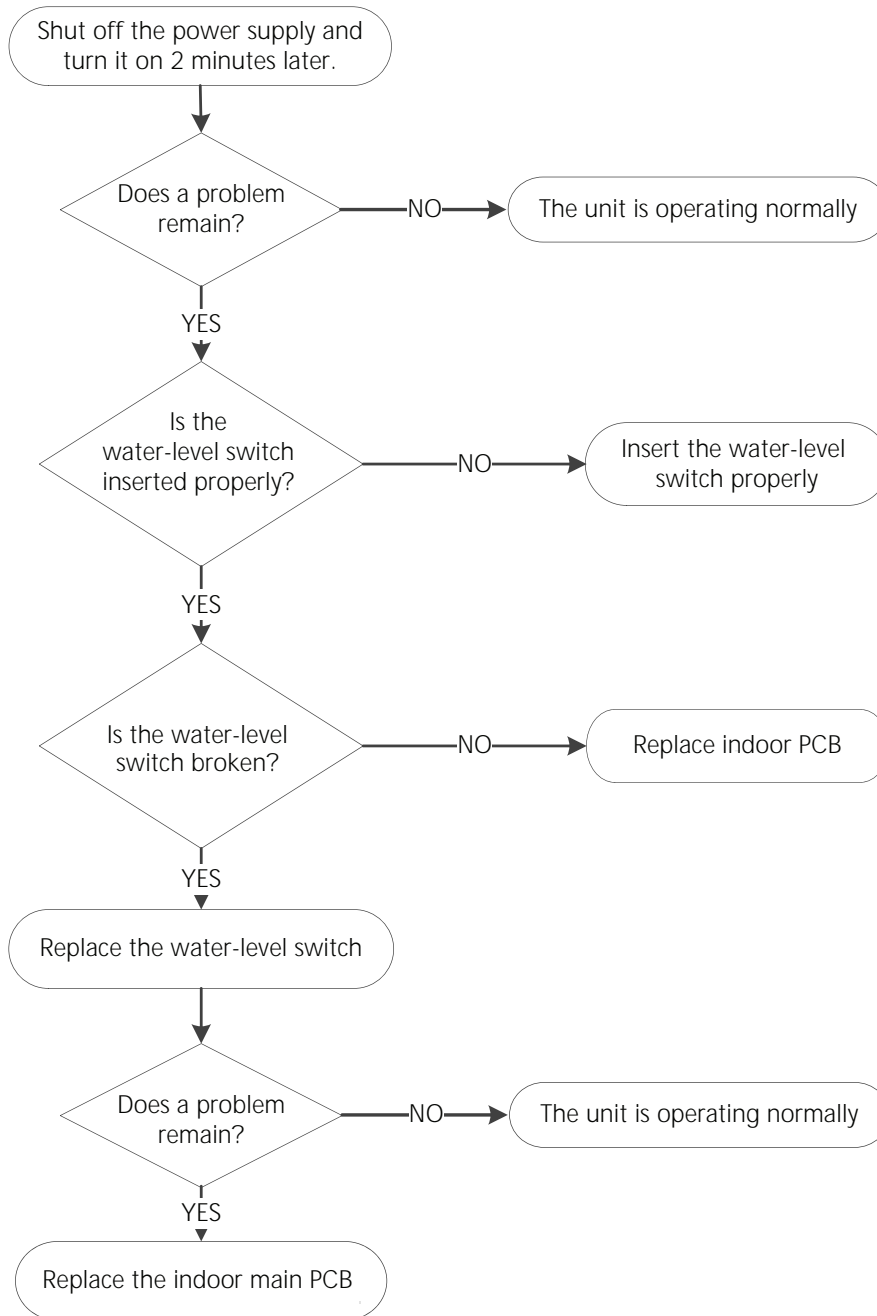 Shut off the power supply and
turn it on 2 minutes later.
Does a problem
remain?
NO
The unit is operating normally
YES
Is the
water-level switch
inserted properly?
NO
Insert the water-level
switch properly
YES
Is the water-level
switch broken?
NO
Replace indoor PCB
YES
Replace the water-level switch
Does a problem
remain?
NO
The unit is operating normally
YES
Replace the indoor main PCB